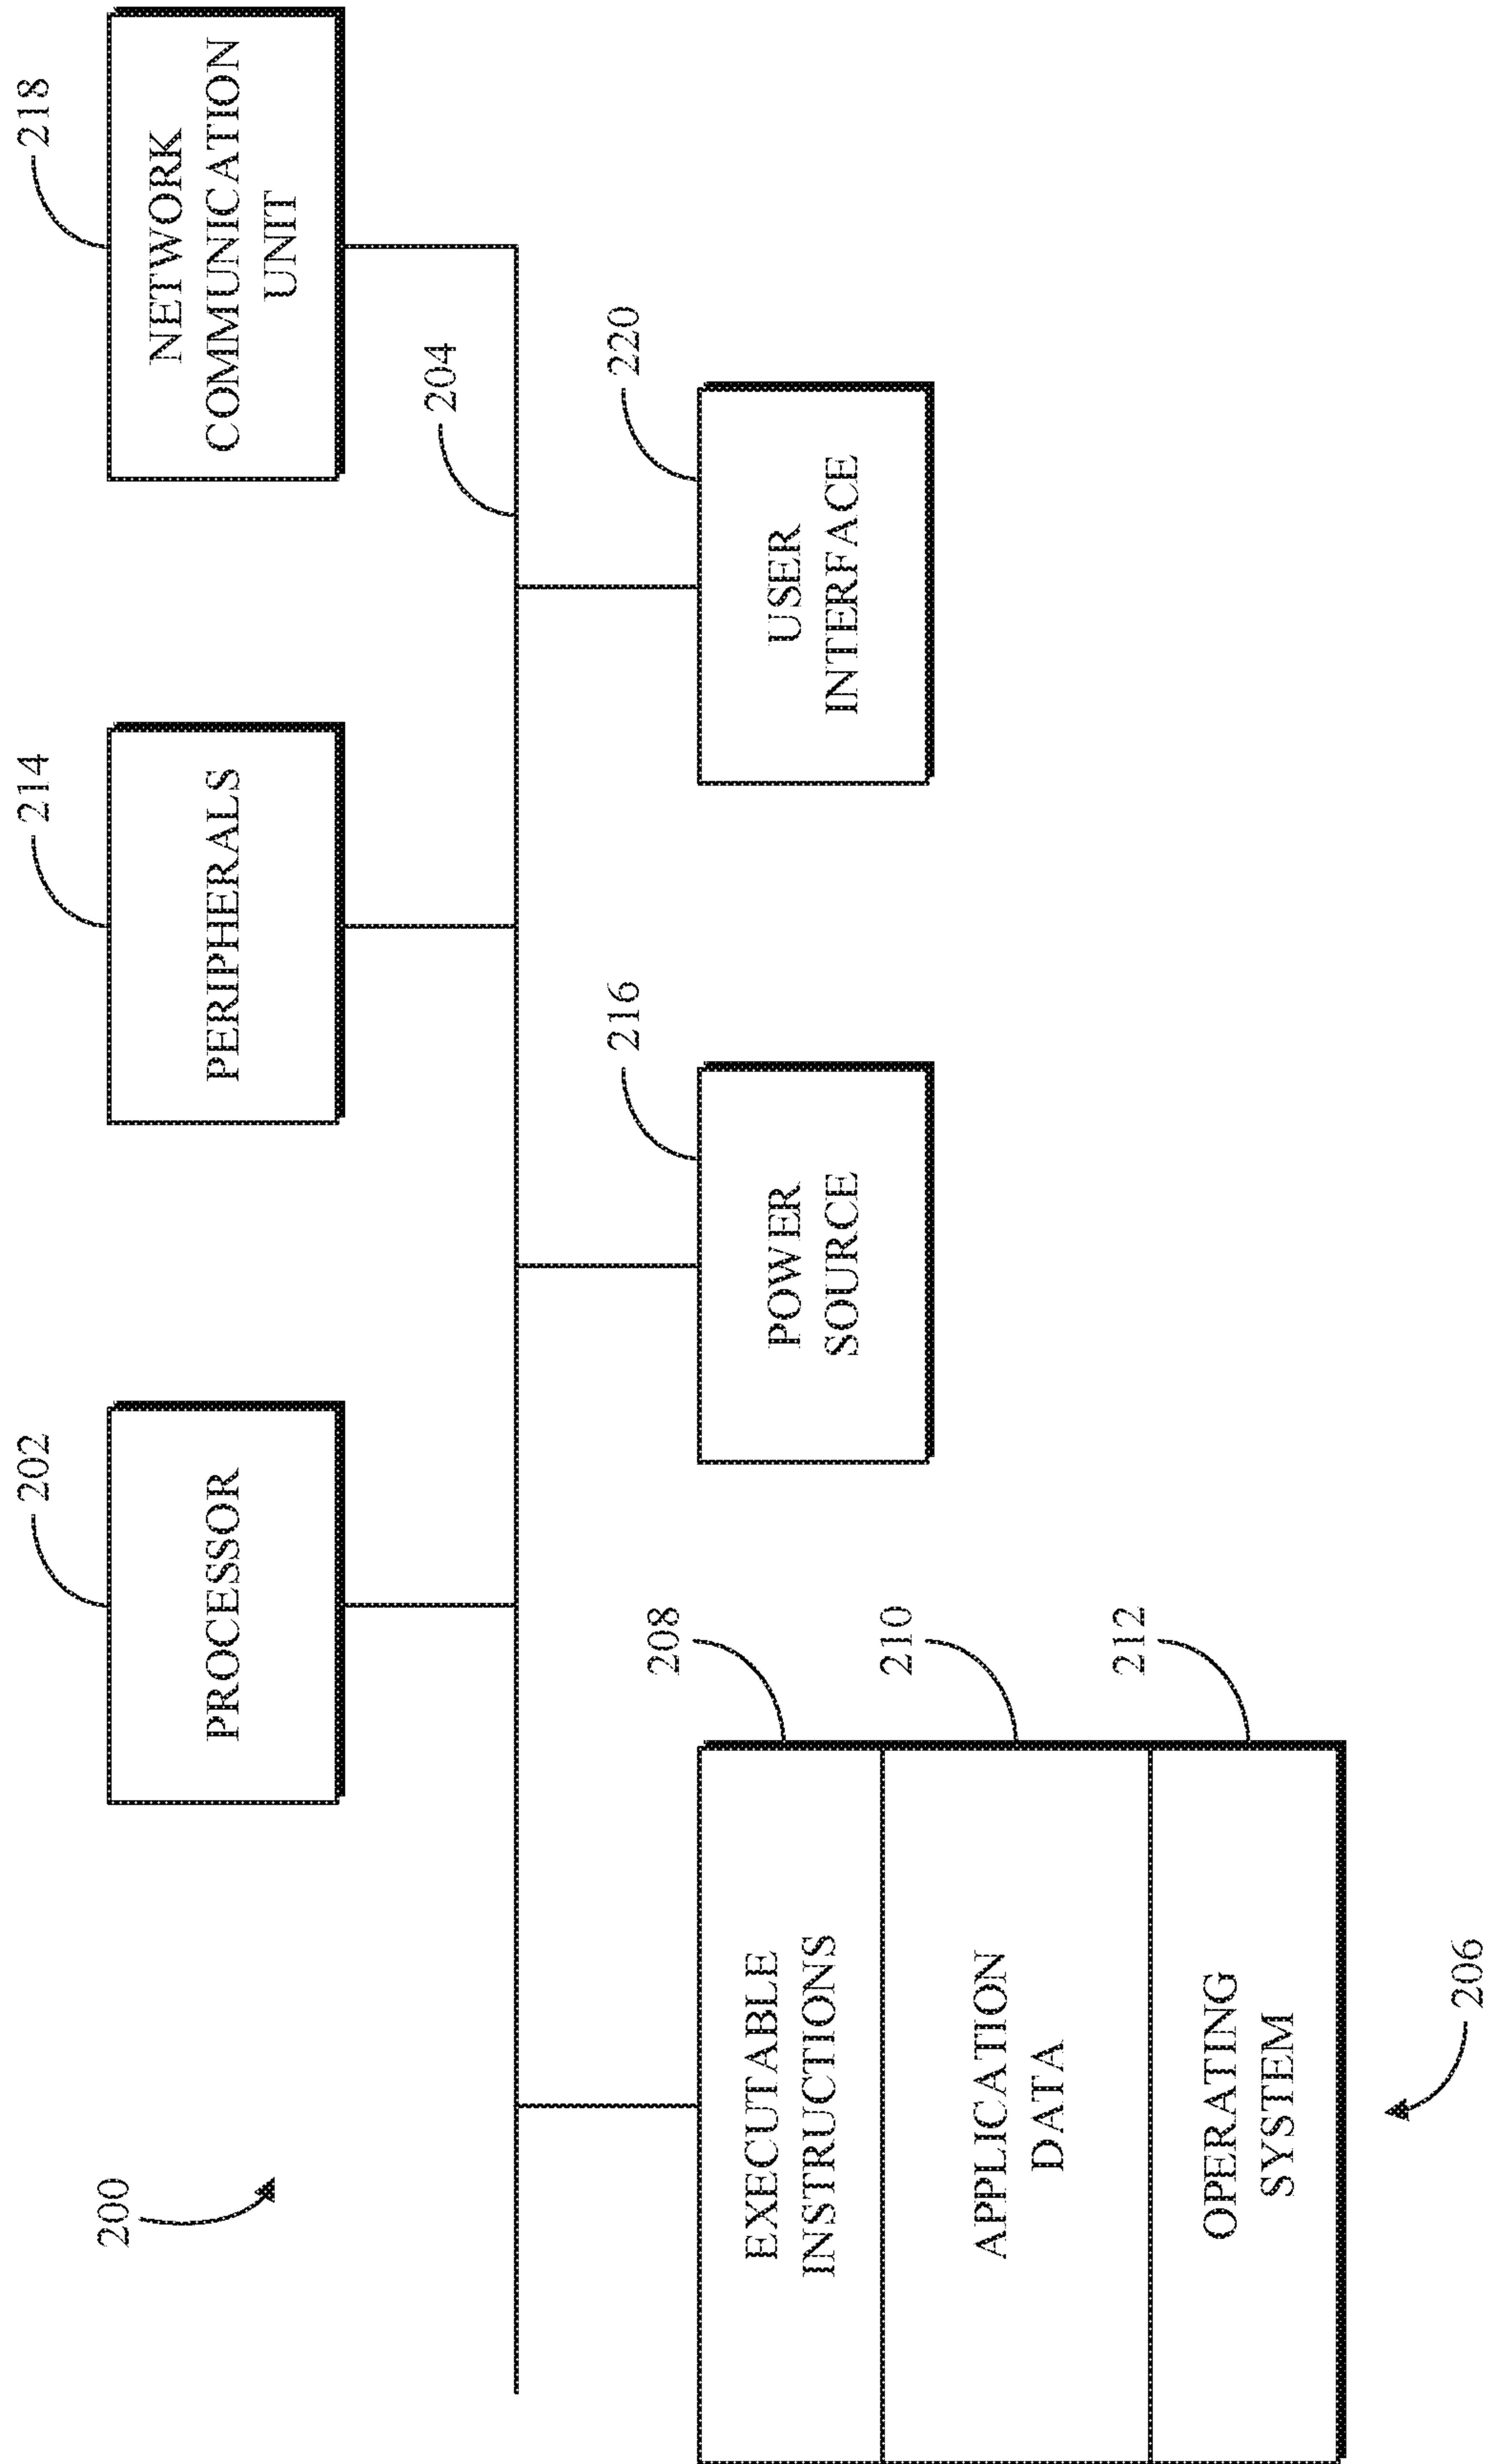 200
202
PROCESSOR
214
PERIPHERALS
218
NETWORK
COMMUNICATION
UNIT
204
208
EXECUTABLE
INSTRUCTIONS
210
APPLICATION
DATA
212
OPERATING
SYSTEM
206
216
POWER
SOURCE
220
USER
INTERFACE